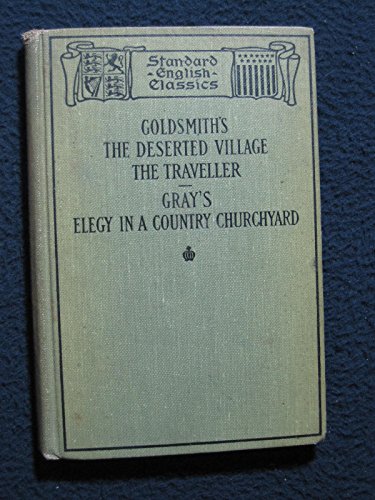 Standard
English
Classics
GOLDSMITH'S
THE DESERTED VILLAGE
THE TRAVELLER
GRAY'S
ELEGY IN A COUNTRY CHURCHYARD